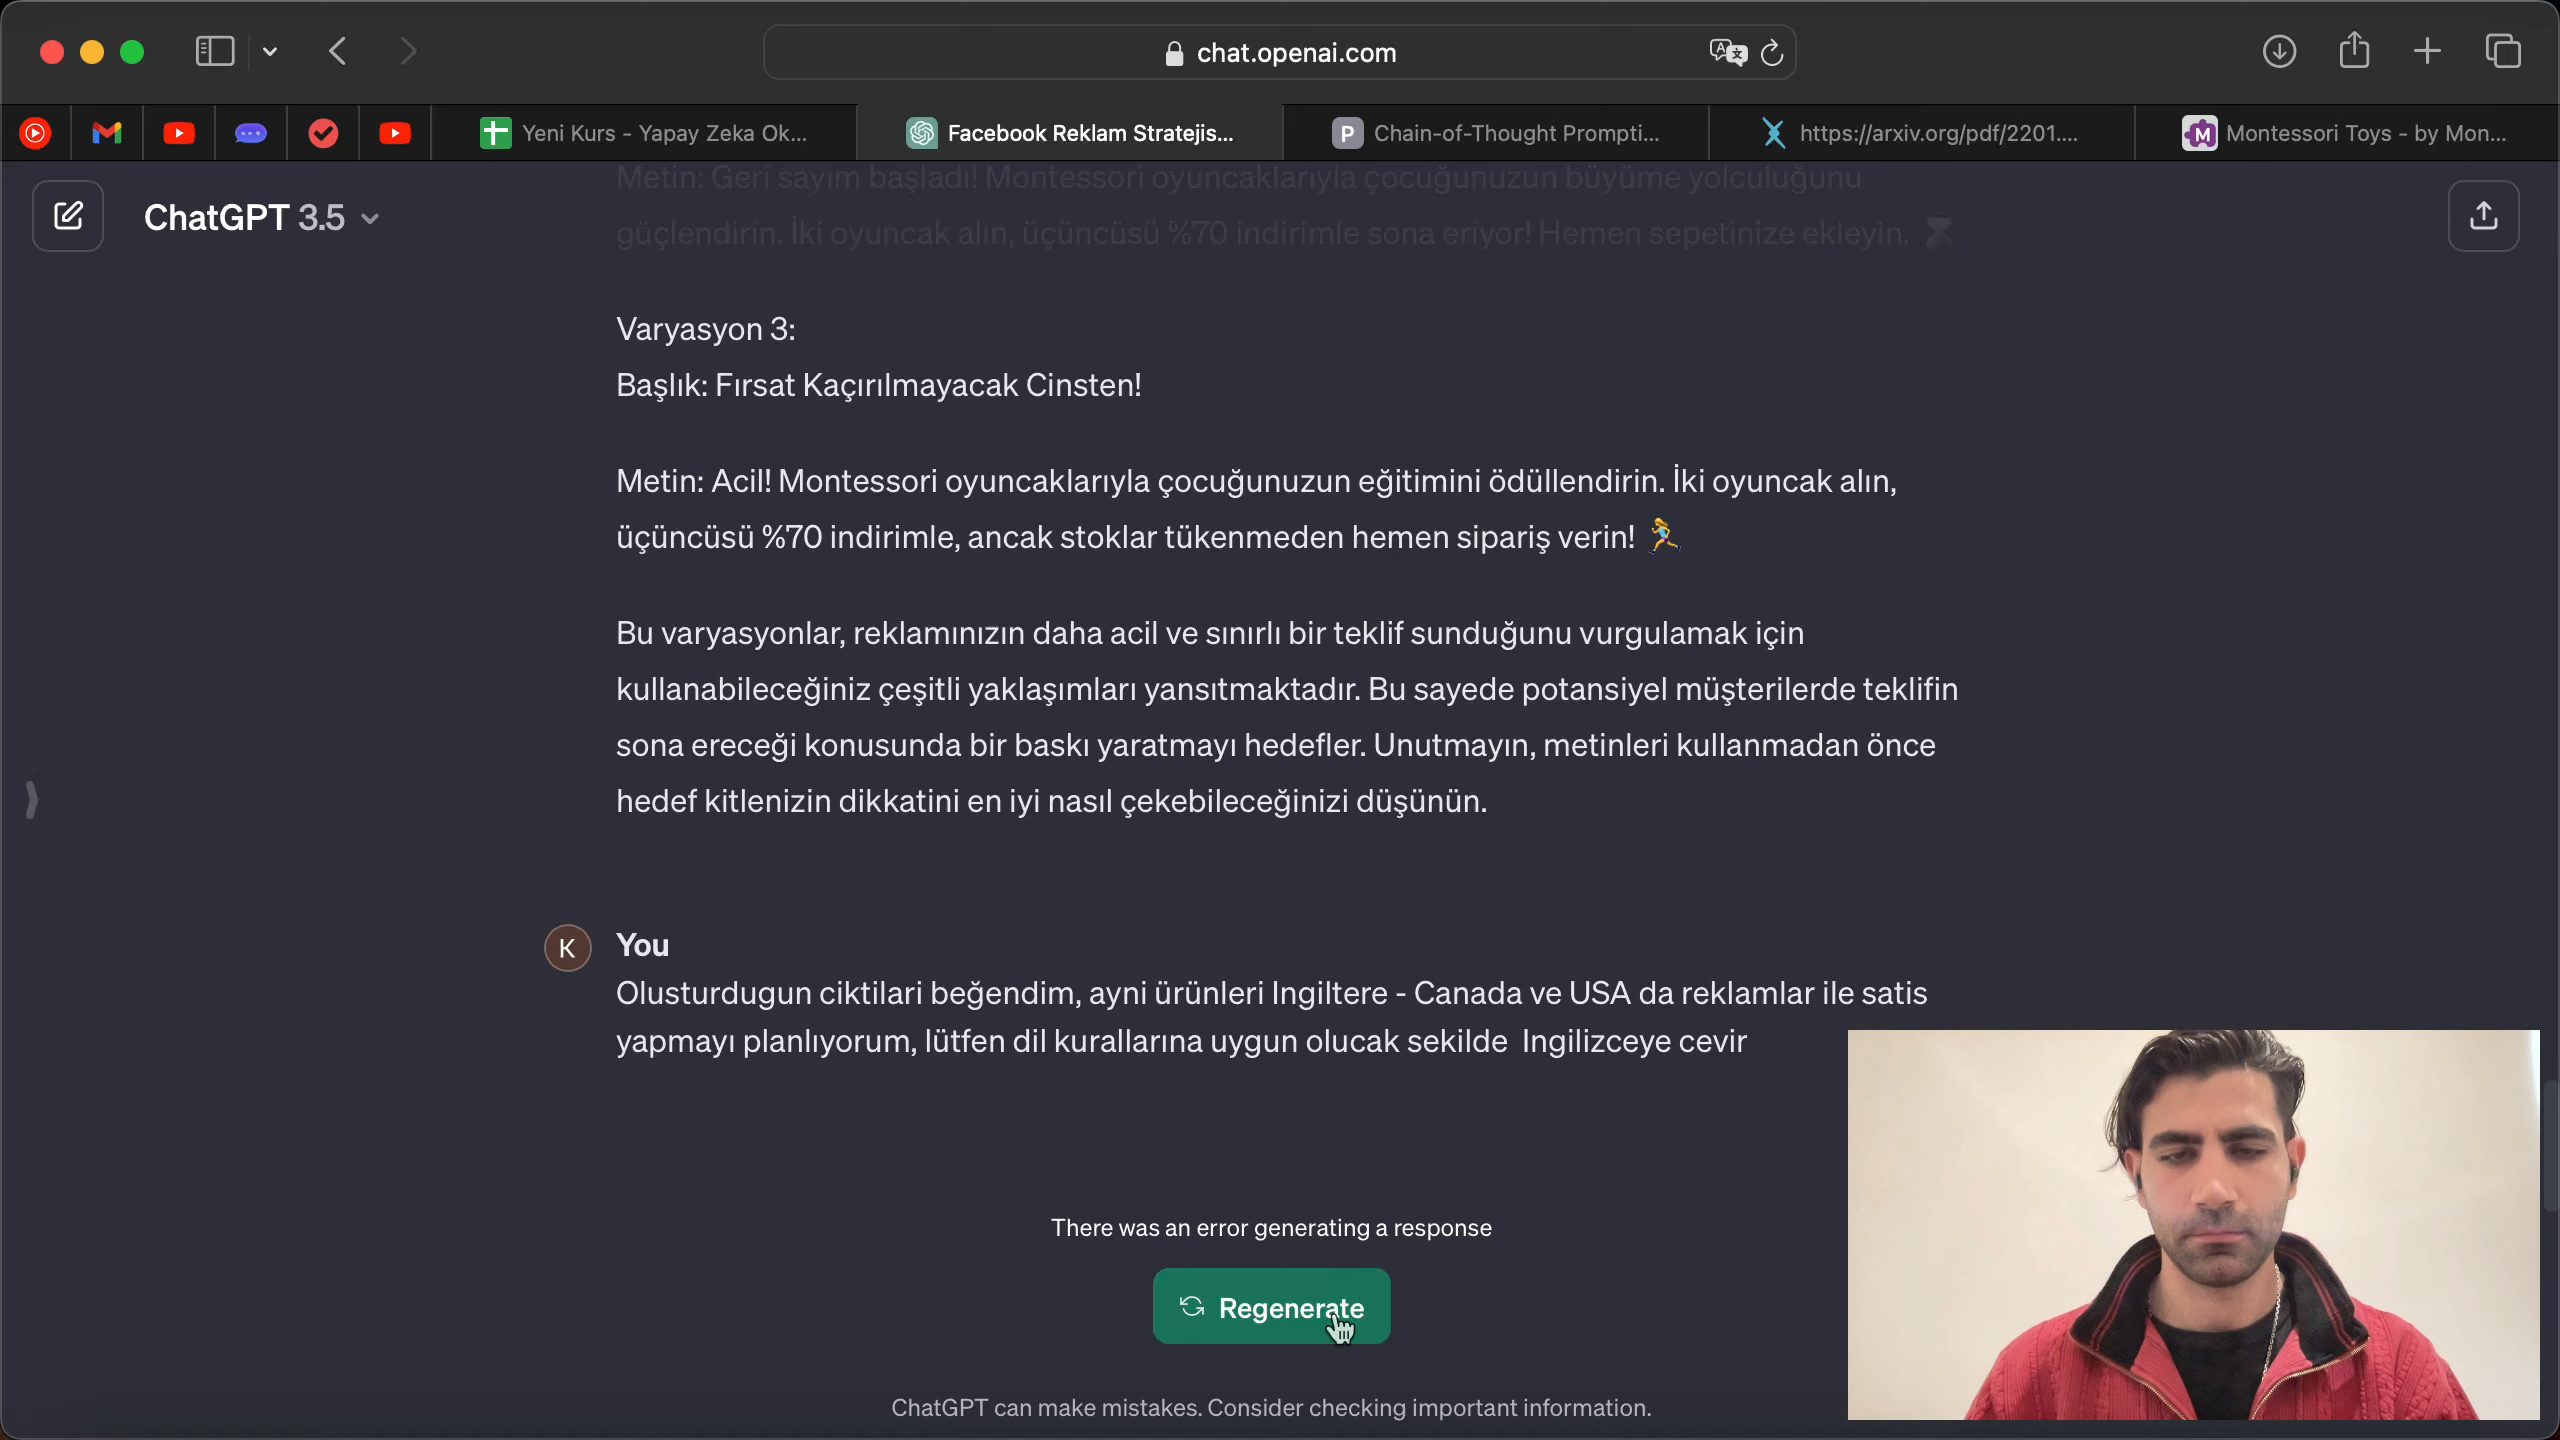 chat.openai.com
Yeni Kurs - Yapay Zeka Ok...
Facebook Reklam Stratejis...
P
Chain-of-Thought Prompti...
https://arxiv.org/pdf/2201....
M
Montessori Toys - by Mon...
ChatGPT 3.5
Metin: Geri sayım başladı! Montessori oyuncaklarıyla çocuğunuzun büyüme yolculuğunu
güçlendirin. İki oyuncak alın, üçüncüsü %70 indirimle sona eriyor! Hemen sepetinize ekleyin. ⌛
Varyasyon 3:
Başlık: Fırsat Kaçırılmayacak Cinsten!
Metin: Acil! Montessori oyuncaklarıyla çocuğunuzun eğitimini ödüllendirin. İki oyuncak alın,
üçüncüsü %70 indirimle, ancak stoklar tükenmeden hemen sipariş verin! 🏃‍♀️
Bu varyasyonlar, reklamınızın daha acil ve sınırlı bir teklif sunduğunu vurgulamak için
kullanabileceğiniz çeşitli yaklaşımları yansıtmaktadır. Bu sayede potansiyel müşterilerde teklifin
sona ereceği konusunda bir baskı yaratmayı hedefler. Unutmayın, metinleri kullanmadan önce
hedef kitlenizin dikkatini en iyi nasıl çekebileceğinizi düşünün.
K
You
Olusturdugun ciktilari beğendim, ayni ürünleri Ingiltere - Canada ve USA da reklamlar ile satis
yapmayı planlıyorum, lütfen dil kurallarına uygun olucak sekilde  Ingilizceye cevir
There was an error generating a response
Regenerate
ChatGPT can make mistakes. Consider checking important information.